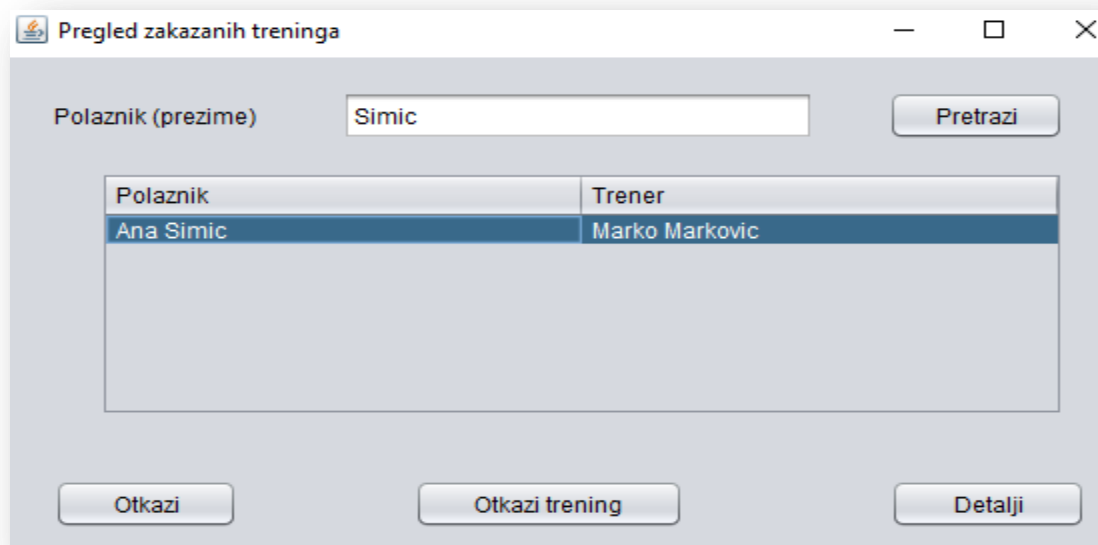 Pregled zakazanih treninga
Polaznik (prezime) Simic Pretrazi
Polaznik Trener
Ana Simic Marko Markovic
Otkazi Otkazi trening Detalji